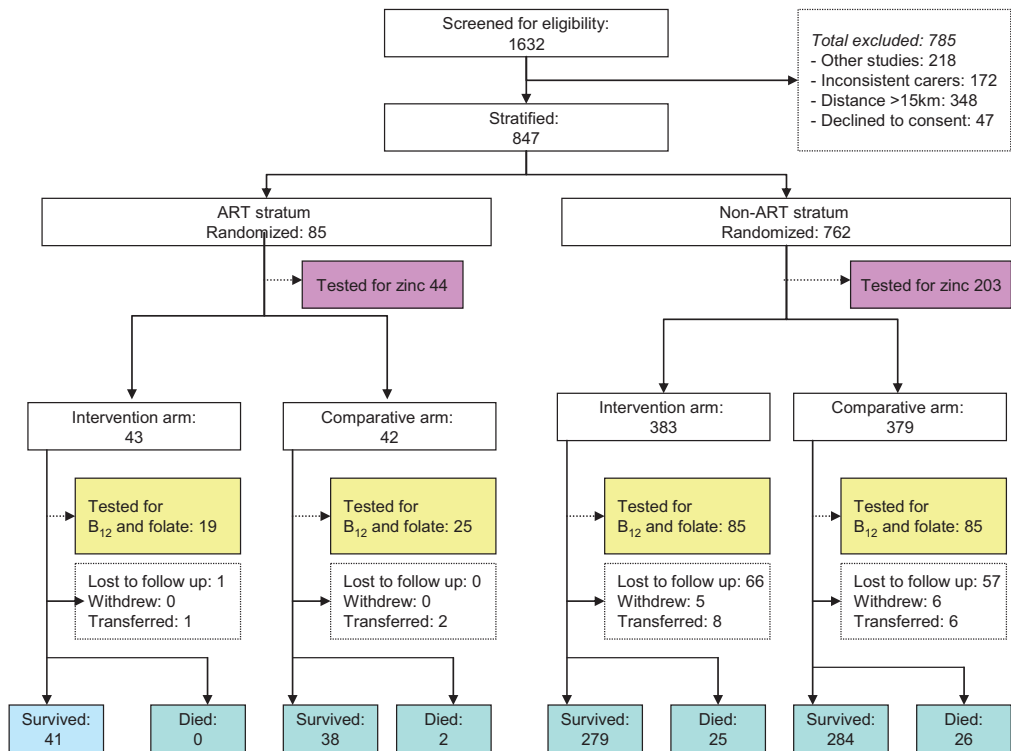 Screened for eligibility:
1632
Total excluded: 785
- Other studies: 218
- Inconsistent carers: 172
- Distance >15km: 348
- Declined to consent: 47
Stratified:
847
ART stratum
Randomized: 85
Non-ART stratum
Randomized: 762
Tested for zinc 44
Tested for zinc 203
Intervention arm:
43
Comparative arm:
42
Intervention arm:
383
Comparative arm:
379
Tested for
B₁₂ and folate: 19
Tested for
B₁₂ and folate: 25
Tested for
B₁₂ and folate: 85
Tested for
B₁₂ and folate: 85
Lost to follow up: 1
Withdrew: 0
Transferred: 1
Lost to follow up: 0
Withdrew: 0
Transferred: 2
Lost to follow up: 66
Withdrew: 5
Transferred: 8
Lost to follow up: 57
Withdrew: 6
Transferred: 6
Survived:
41
Died:
0
Survived:
38
Died:
2
Survived:
279
Died:
25
Survived:
284
Died:
26